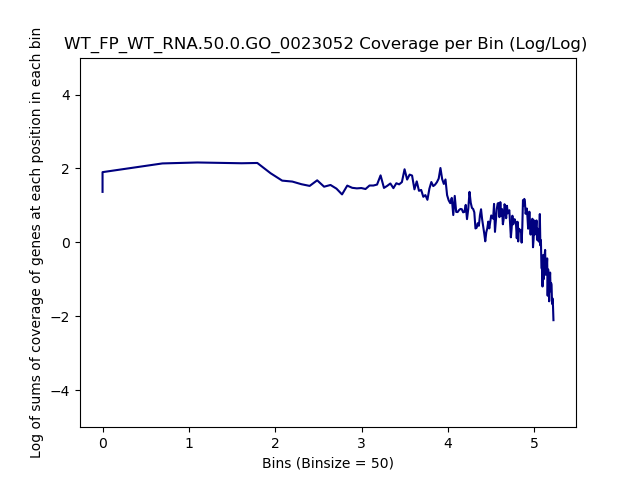 WT_FP_WT_RNA.50.0.GO_0023052 Coverage per Bin (Log/Log)
Log of sums of coverage of genes at each position in each bin
4
2
0
−2
−4
0 1 2 3 4 5
Bins (Binsize = 50)